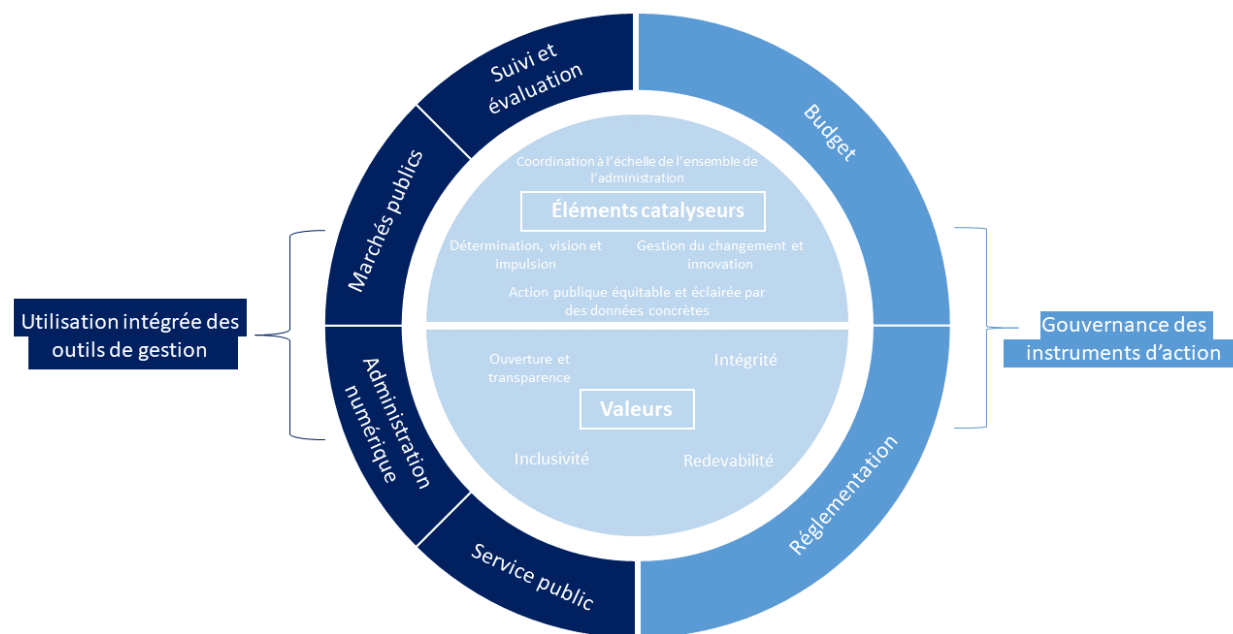 Suivi et
évaluation
Budget
Marchés publics
Coordination à l'échelle de l'ensemble de
l'administration
Éléments catalyseurs
Détermination, vision et
impulsion
Gestion du changement et
innovation
Action publique équitable et éclairée par
des données concrètes
Utilisation intégrée des
outils de gestion
Gouvernance des
instruments d'action
Ouverture et
transparence
Intégrité
Valeurs
Inclusivité
Redevabilité
Administration
numérique
Service public
Réglementation